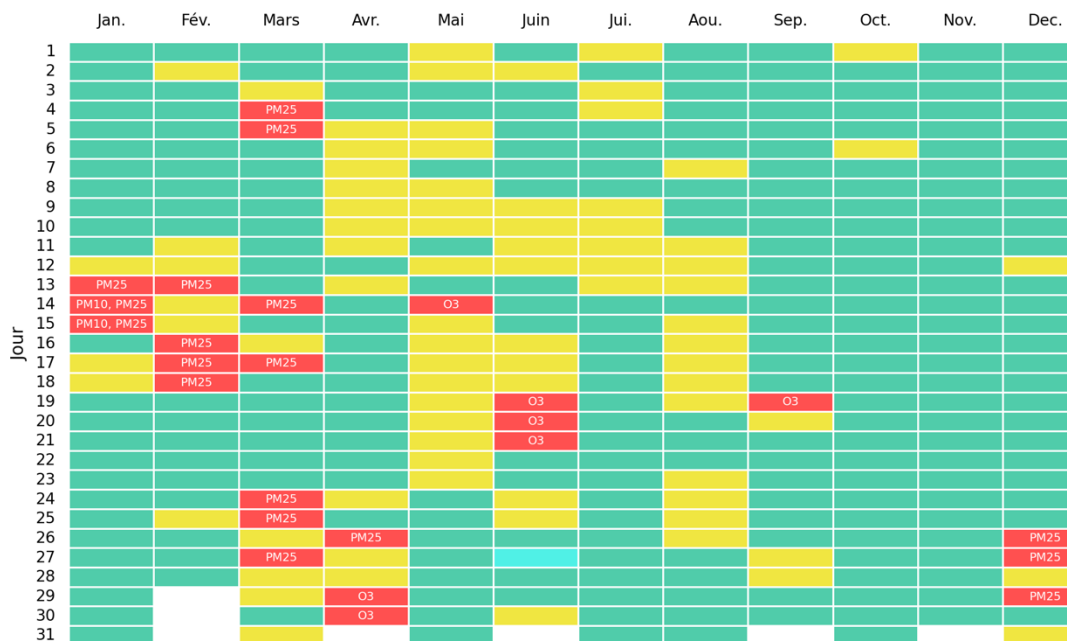 Jan. Fév. Mars Avr. Mai Juin Jui. Aou. Sep. Oct. Nov. Dec.
Jour
1
2
3
4 PM25
5 PM25
6
7
8
9
10
11
12
13 PM25 PM25
14 PM10, PM25 PM25 O3
15 PM10, PM25
16 PM25
17 PM25 PM25
18 PM25
19 O3 O3
20 O3
21 O3
22
23
24 PM25
25 PM25
26 PM25 PM25
27 PM25 PM25
28
29 O3 PM25
30 O3
31